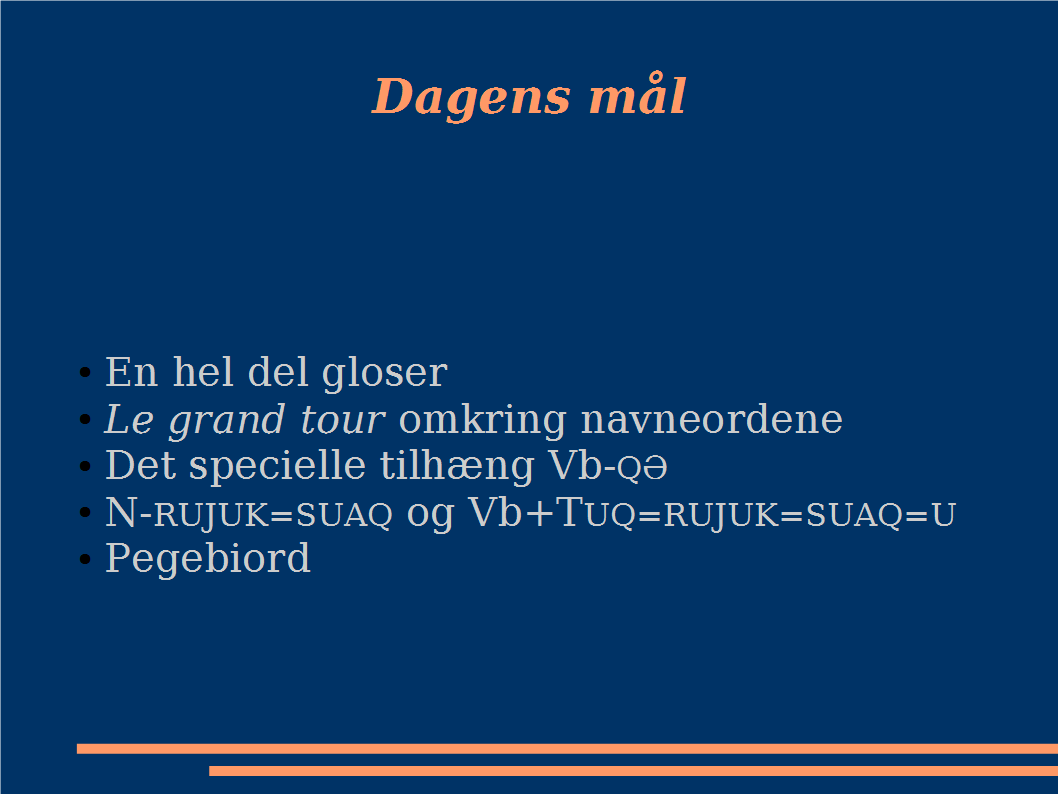 Dagens mål
• En hel del gloser
• Le grand tour omkring navneordene
• Det specielle tilhæng Vb-QƏ
• N-RUJUK=SUAQ og Vb+TUQ=RUJUK=SUAQ=U
• Pegebiord